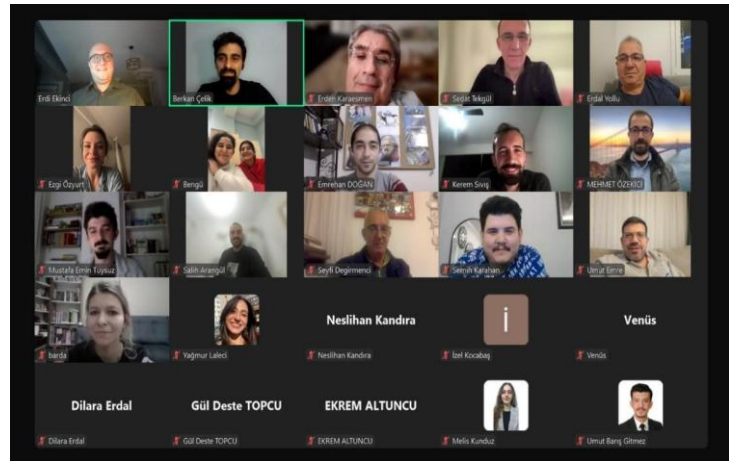 Erdi Ekinci
Berkan Çelik
Erden Karaesmen
Sedat Tekgül
Erdal Yollu
Ezgi Özyurt
Bengü
Emrehan DOĞAN
Kerem Sivış
MEHMET ÖZEKİCİ
Mustafa Emin Tuysuz
Salih Arangül
Seyfi Degirmenci
Semih Karahan
Umut Emre
barda
Yağmur Laleci
Neslihan Kandıra
Neslihan Kandıra
İ
İzel Kocabaş
Venüs
Venüs
Dilara Erdal
Dilara Erdal
Gül Deste TOPCU
Gül Deste TOPCU
EKREM ALTUNCU
EKREM ALTUNCU
Melis Kunduz
Umut Barış Gitmez